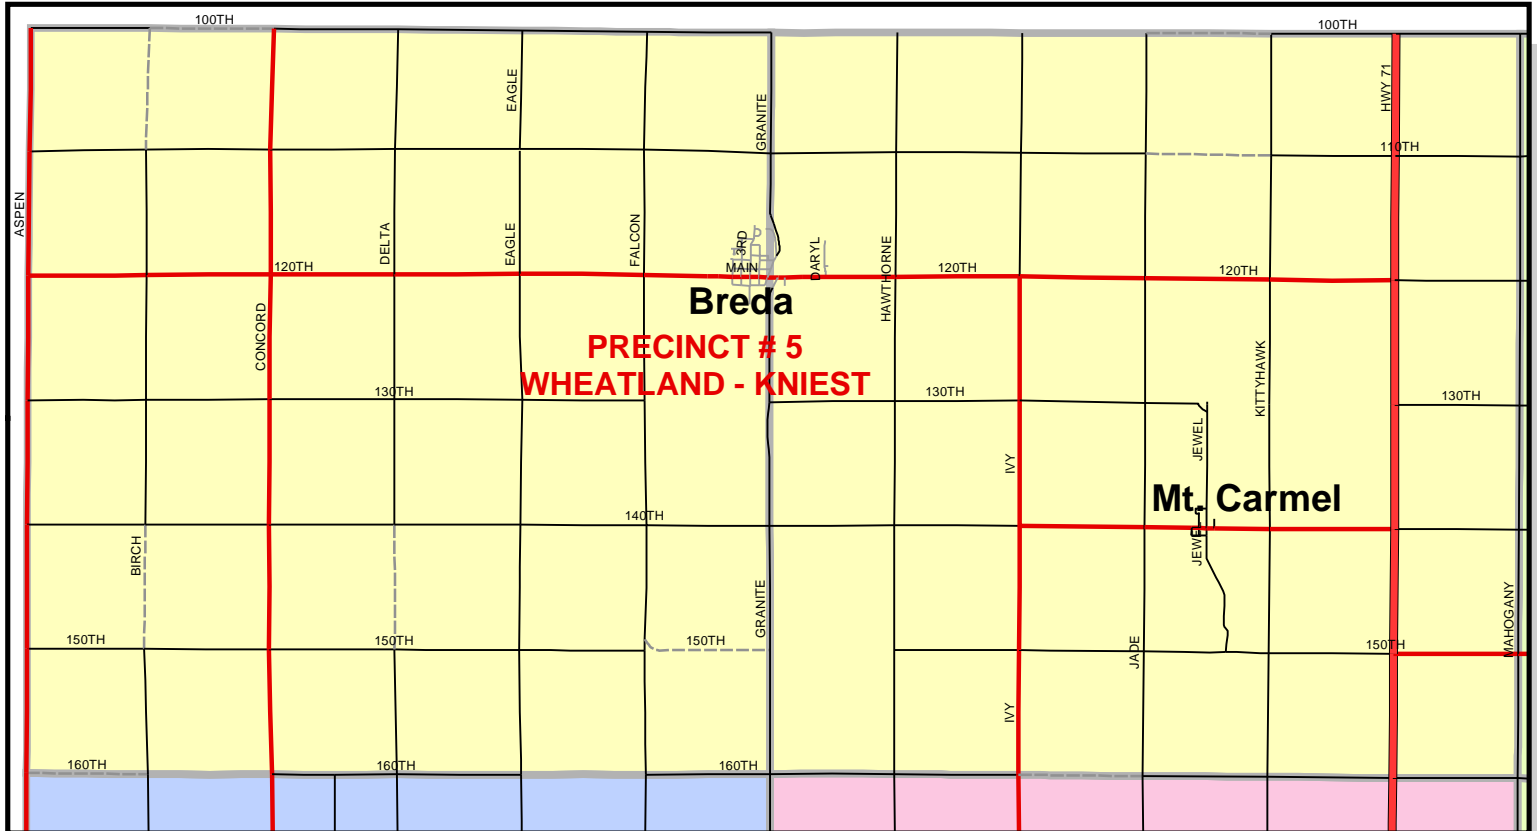 100TH
100TH
EAGLE
GRANITE
HWY 71
110TH
ASPEN
DELTA
EAGLE
FALCON
3RD
MAIN
DARYL
HAWTHORNE
120TH
120TH
120TH
Breda
CONCORD
PRECINCT # 5
WHEATLAND - KNIEST
KITTYHAWK
130TH
130TH
130TH
JEWEL
IVY
Mt. Carmel
140TH
JEWEL
BIRCH
GRANITE
MAHOGANY
150TH
150TH
150TH
JADE
150TH
IVY
160TH
160TH
160TH